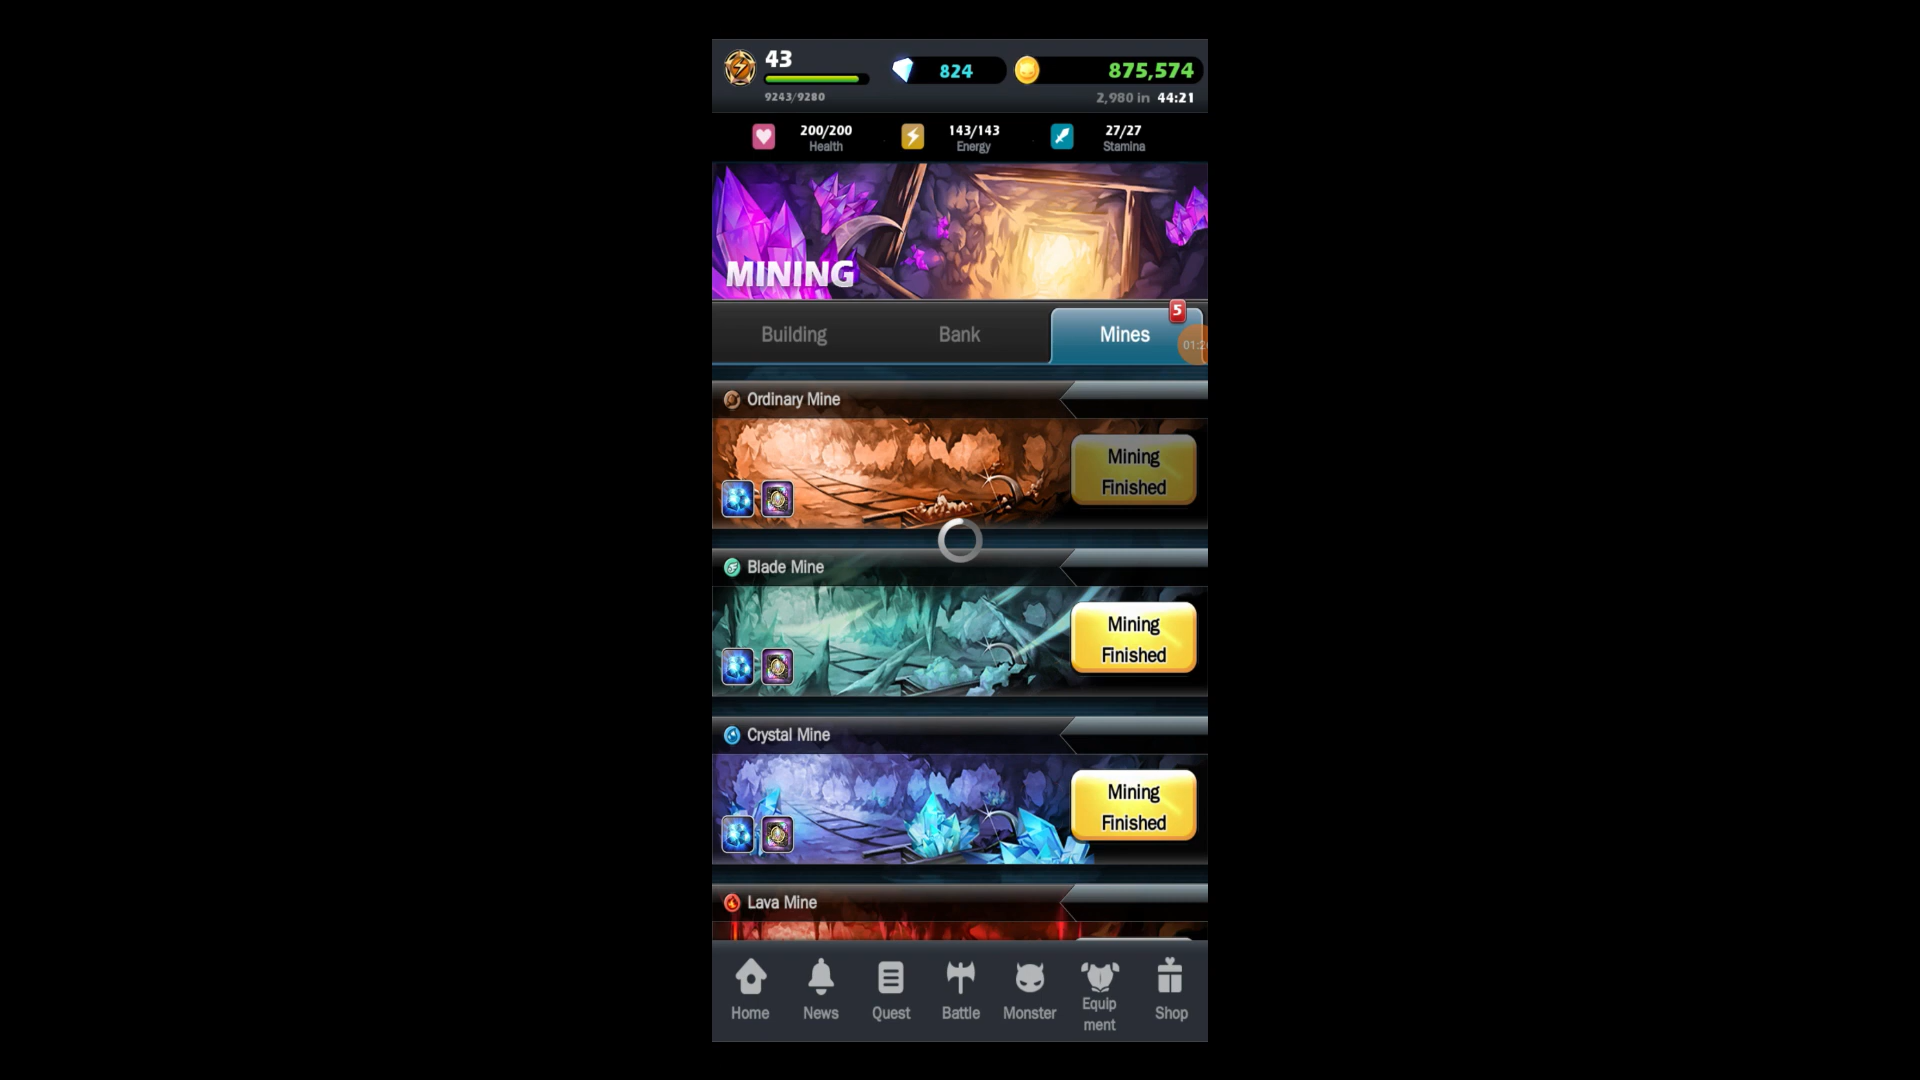 43
824
875,574
9243/9280
2,980 in 44:21
200/200
Health
143/143
Energy
27/27
Stamina
MINING
5
Building
Bank
Mines
Ordinary Mine
Mining
Finished
Blade Mine
Mining
Finished
Crystal Mine
Mining
Finished
Lava Mine
Home
News
Quest
Battle
Monster
Equip
ment
Shop